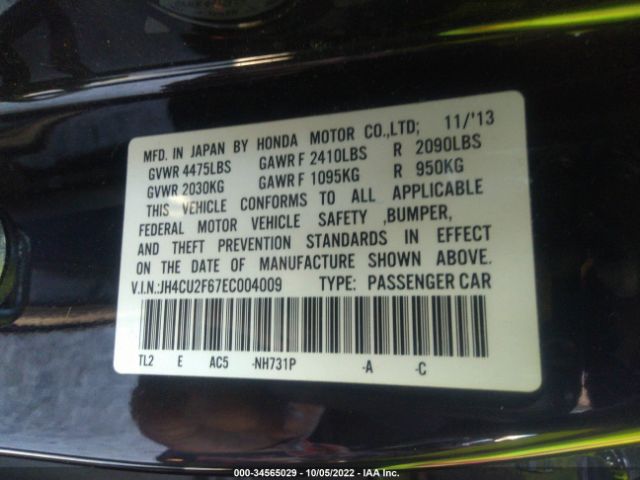 MFD. IN JAPAN BY HONDA MOTOR CO.,LTD; 11/'13
GVWR 4475LBS GAWR F 2410LBS R 2090LBS
GVWR 2030KG GAWR F 1095KG R 950KG
THIS VEHICLE CONFORMS TO ALL APPLICABLE
FEDERAL MOTOR VEHICLE SAFETY ,BUMPER,
AND THEFT PREVENTION STANDARDS IN EFFECT
ON THE DATE OF MANUFACTURE SHOWN ABOVE.
V.I.N.:JH4CU2F67EC004009 TYPE: PASSENGER CAR
TL2 E AC5 -NH731P -A -C
000-34565029 - 10/05/2022 - IAA Inc.